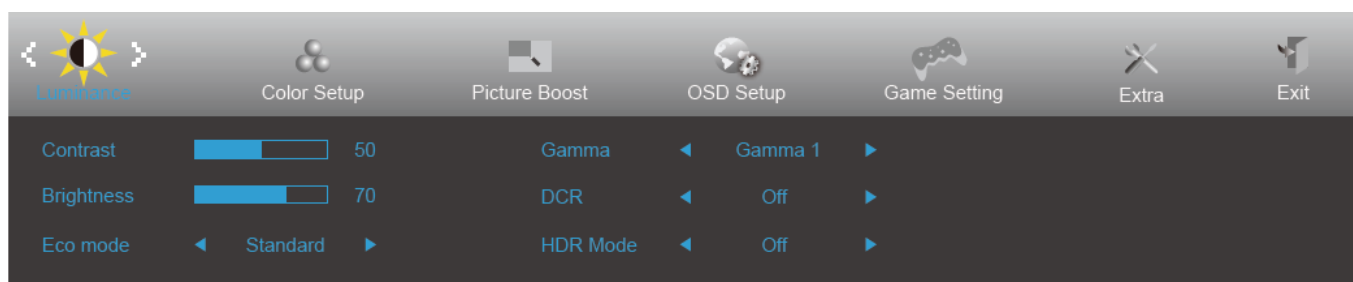 Luminance Color Setup Picture Boost OSD Setup Game Setting Extra Exit
Contrast 50 Gamma Gamma 1
Brightness 70 DCR Off
Eco mode Standard HDR Mode Off